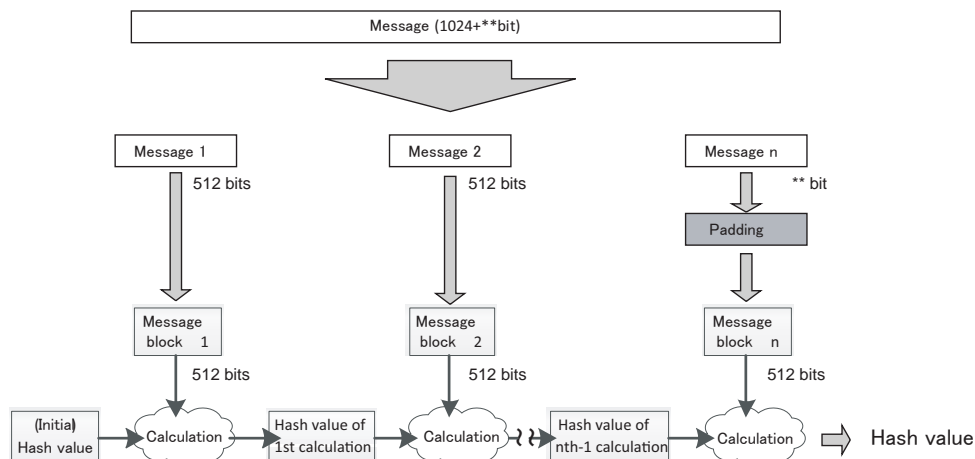 Message (1024+**bit)
Message 1
Message 2
Message n
512 bits
512 bits
** bit
Padding
Message
block 1
Message
block 2
Message
block n
512 bits
512 bits
512 bits
(Initial)
Hash value
Calculation
Hash value of
1st calculation
Calculation
Hash value of
nth-1 calculation
Calculation
Hash value